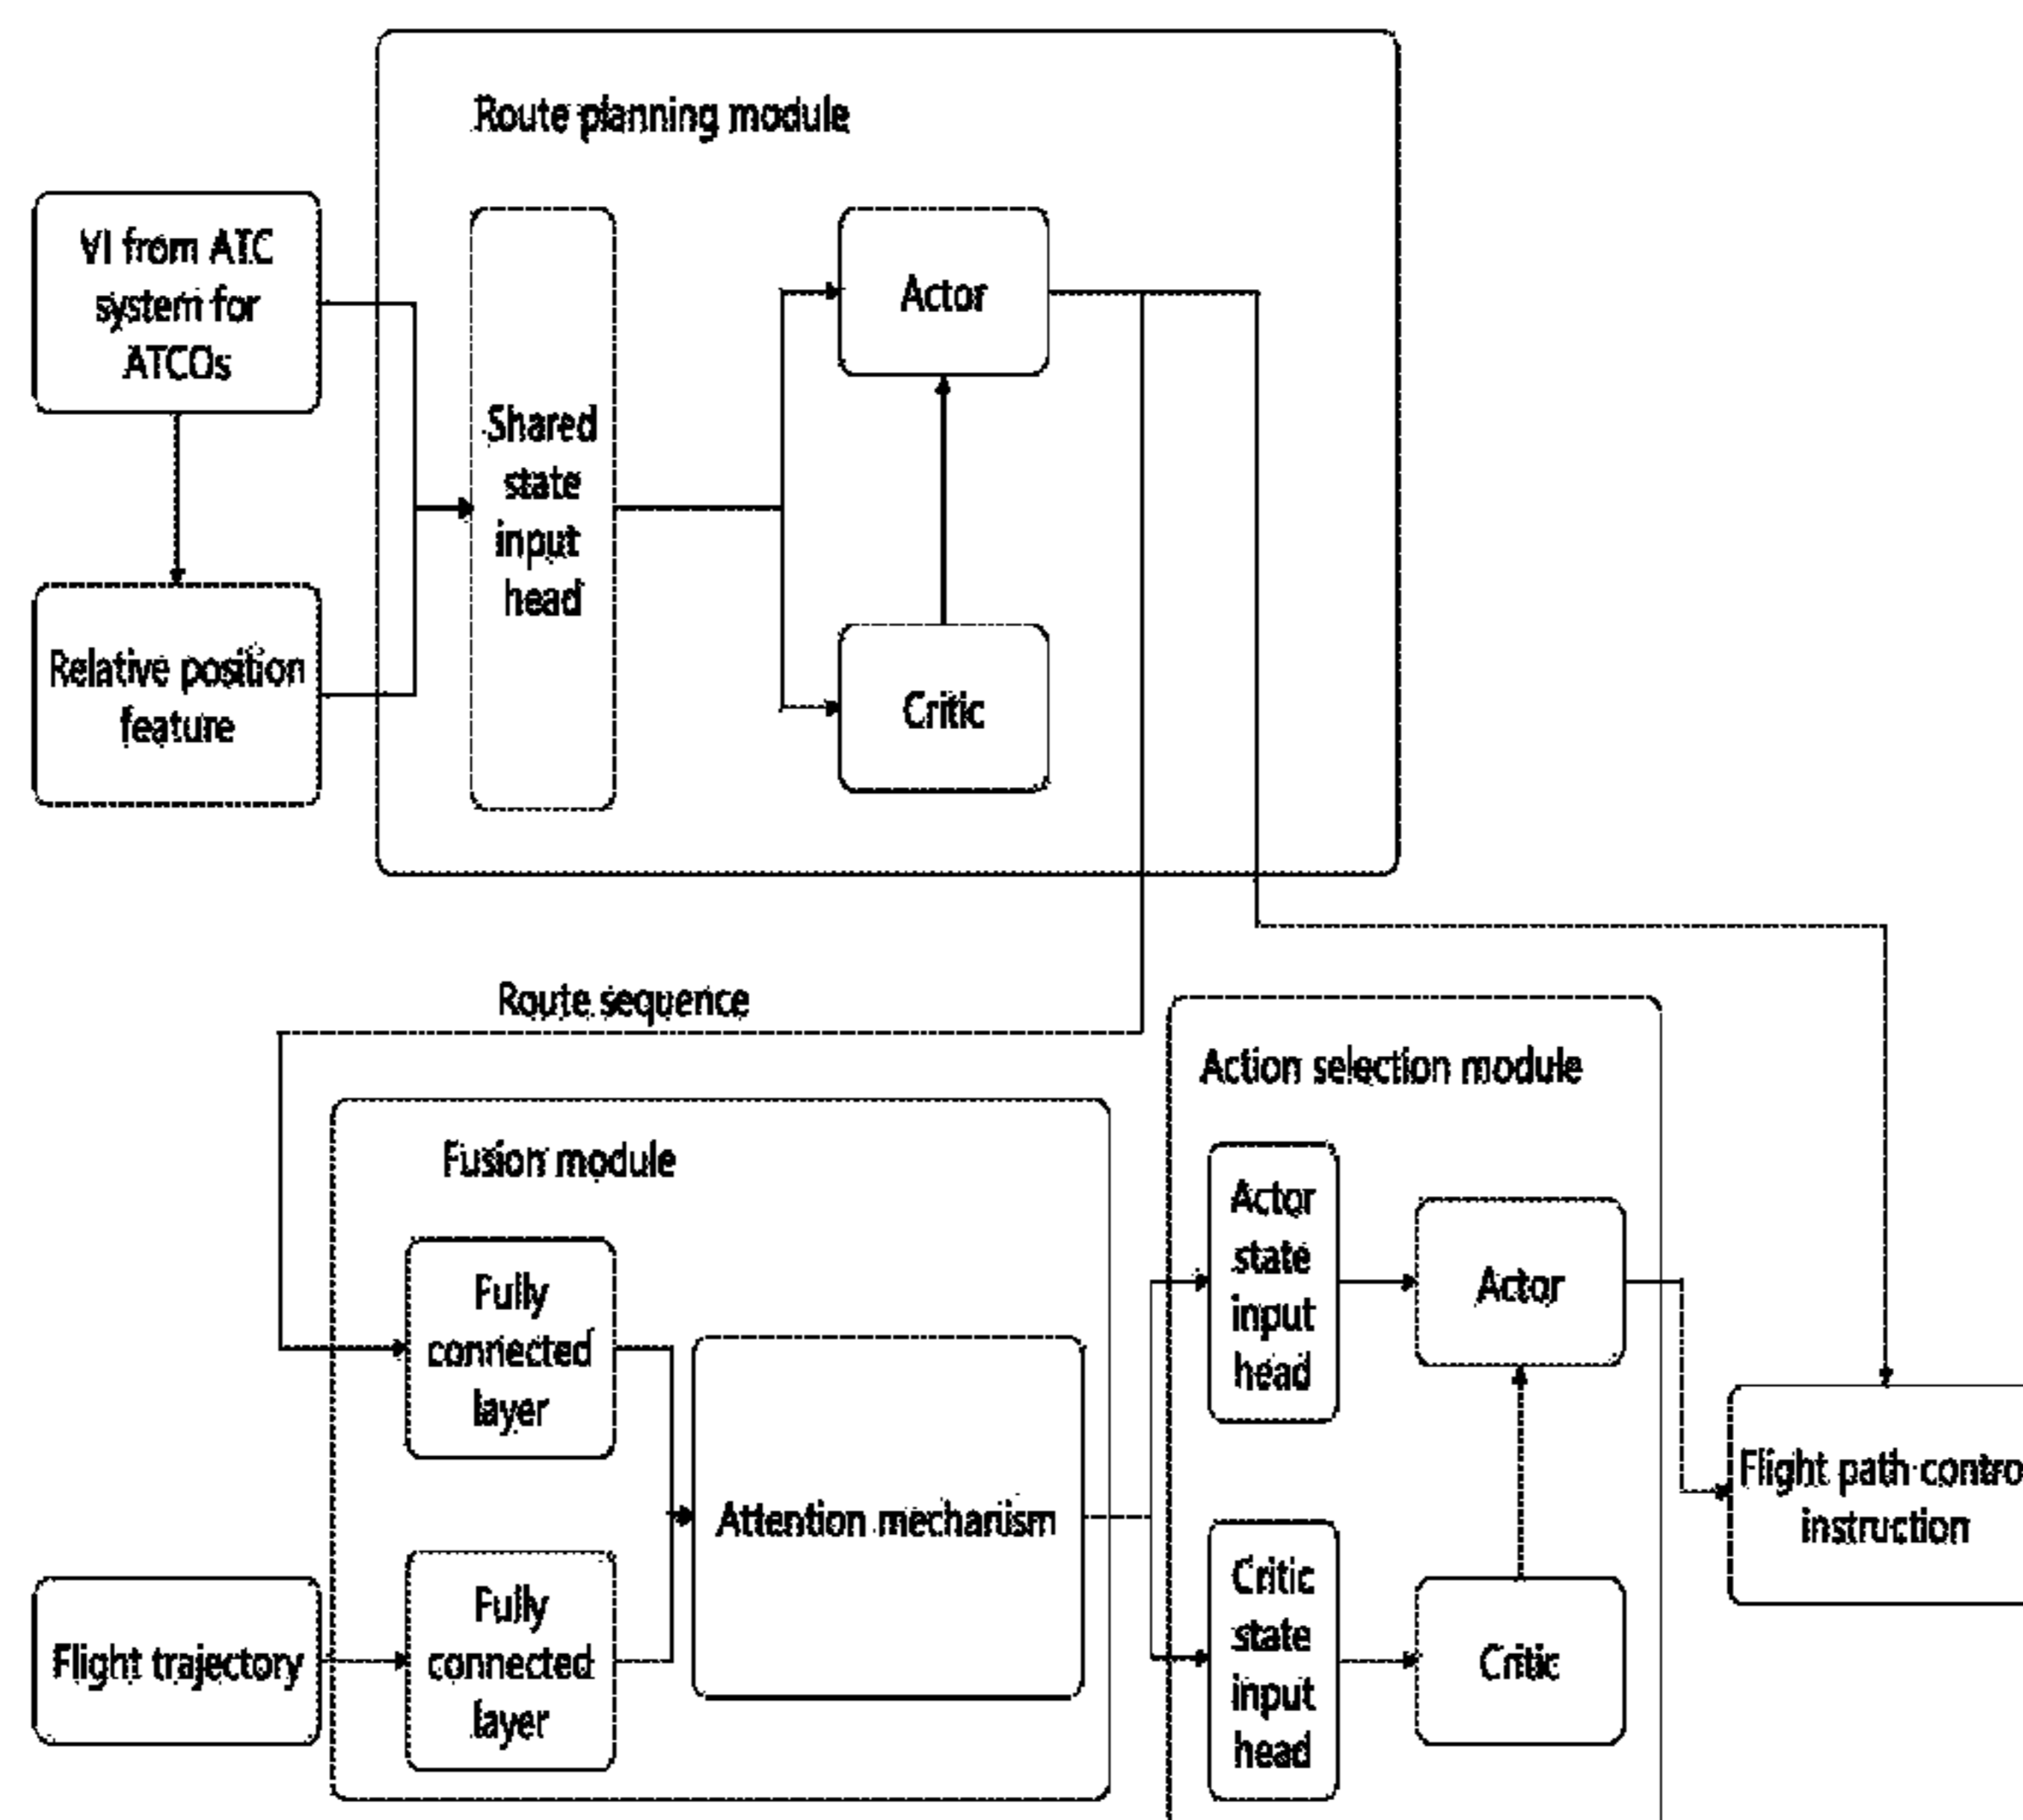 Route planning module
VI from ATC
system for
ATCOs
Relative position
feature
Shared
state
input
head
Actor
Critic
Route sequence
Fusion module
Fully
connected
layer
Fully
connected
layer
Attention mechanism
Flight trajectory
Action selection module
Actor
state
input
head
Actor
Critic
state
input
head
Critic
Flight path contro
instruction